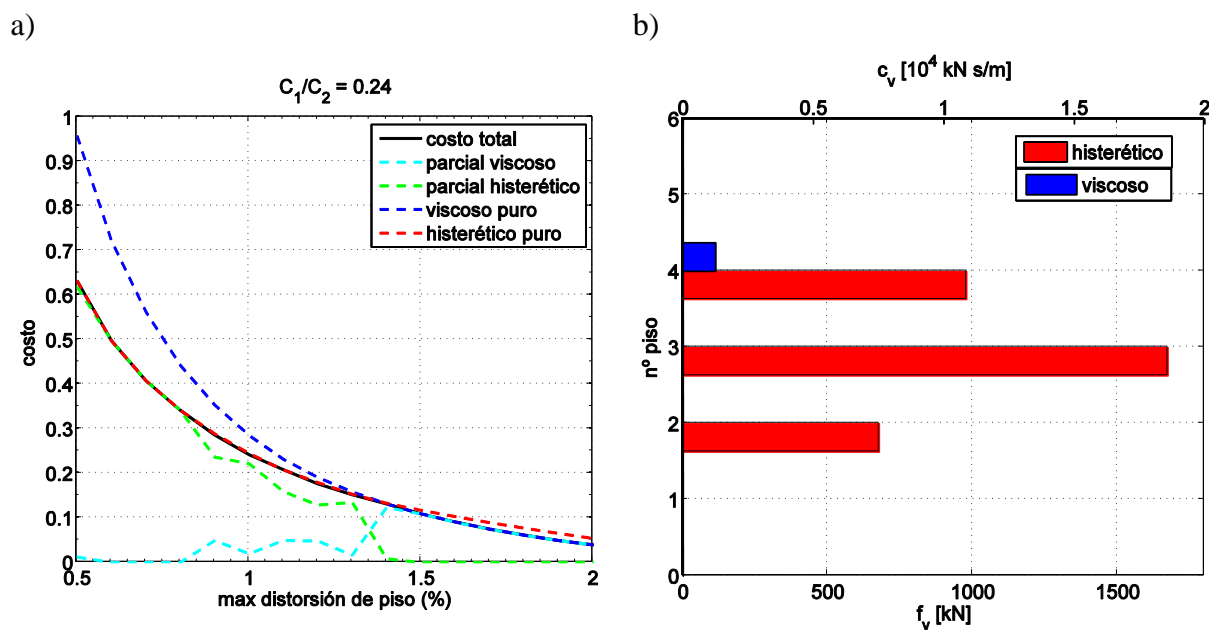 a)
C1/C2 = 0.24
1
0.9
0.8
0.7
0.6
0.5
0.4
0.3
0.2
0.1
0
costo
costo total
parcial viscoso
parcial histerético
viscoso puro
histerético puro
0.5
1
1.5
2
max distorsión de piso (%)
b)
cv [10^4 kN s/m]
0
0.5
1
1.5
2
6
5
4
3
2
1
0
nº piso
histerético
viscoso
0
500
1000
1500
fy [kN]